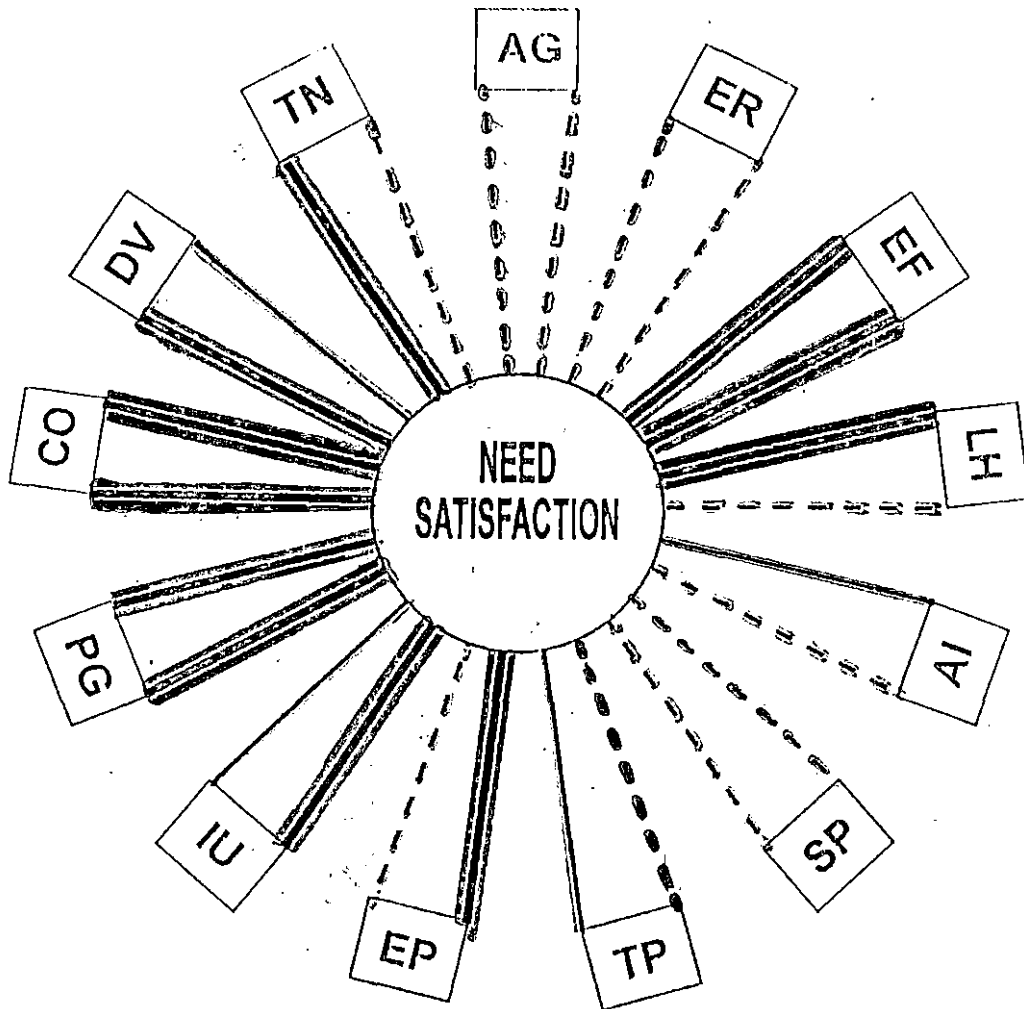 AG
ER
EF
LH
AI
SP
TP
EP
IU
PG
CO
DV
TN
NEED
SATISFACTION